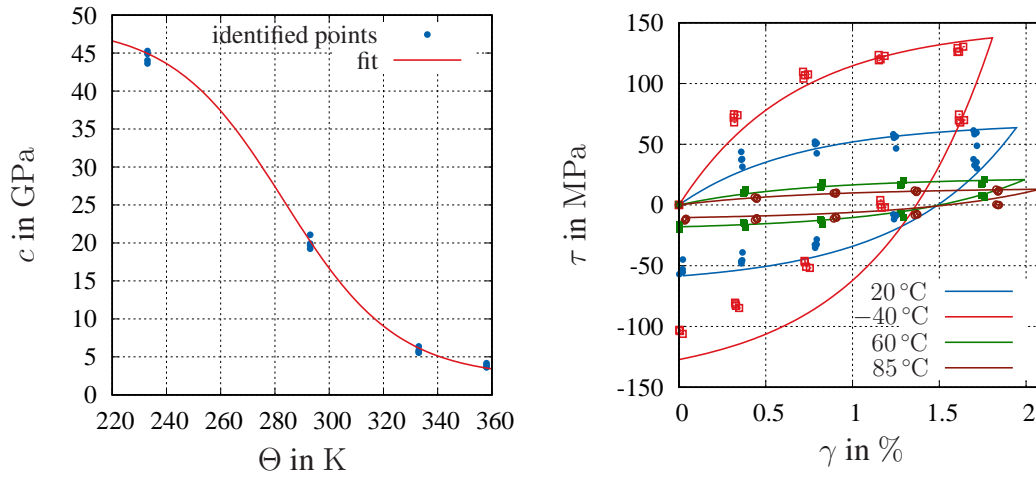 50
45
40
35
30
25
20
15
10
5
0
220 240 260 280 300 320 340 360
c in GPa
Θ in K
identified points
fit
150
100
50
0
-50
-100
-150
0 0.5 1 1.5 2
τ in MPa
γ in %
20 °C
−40 °C
60 °C
85 °C